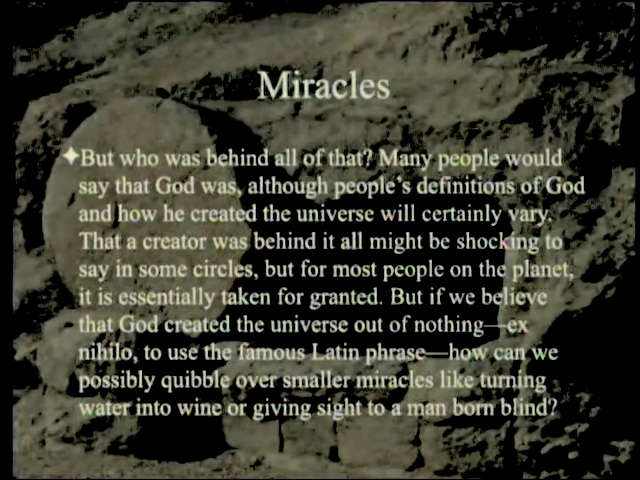 Miracles
✦But who was behind all of that? Many people would
say that God was, although people's definitions of God
and how he created the universe will certainly vary.
That a creator was behind it all might be shocking to
say in some circles, but for most people on the planet,
it is essentially taken for granted. But if we believe
that God created the universe out of nothing—ex
nihilo, to use the famous Latin phrase—how can we
possibly quibble over smaller miracles like turning
water into wine or giving sight to a man born blind?